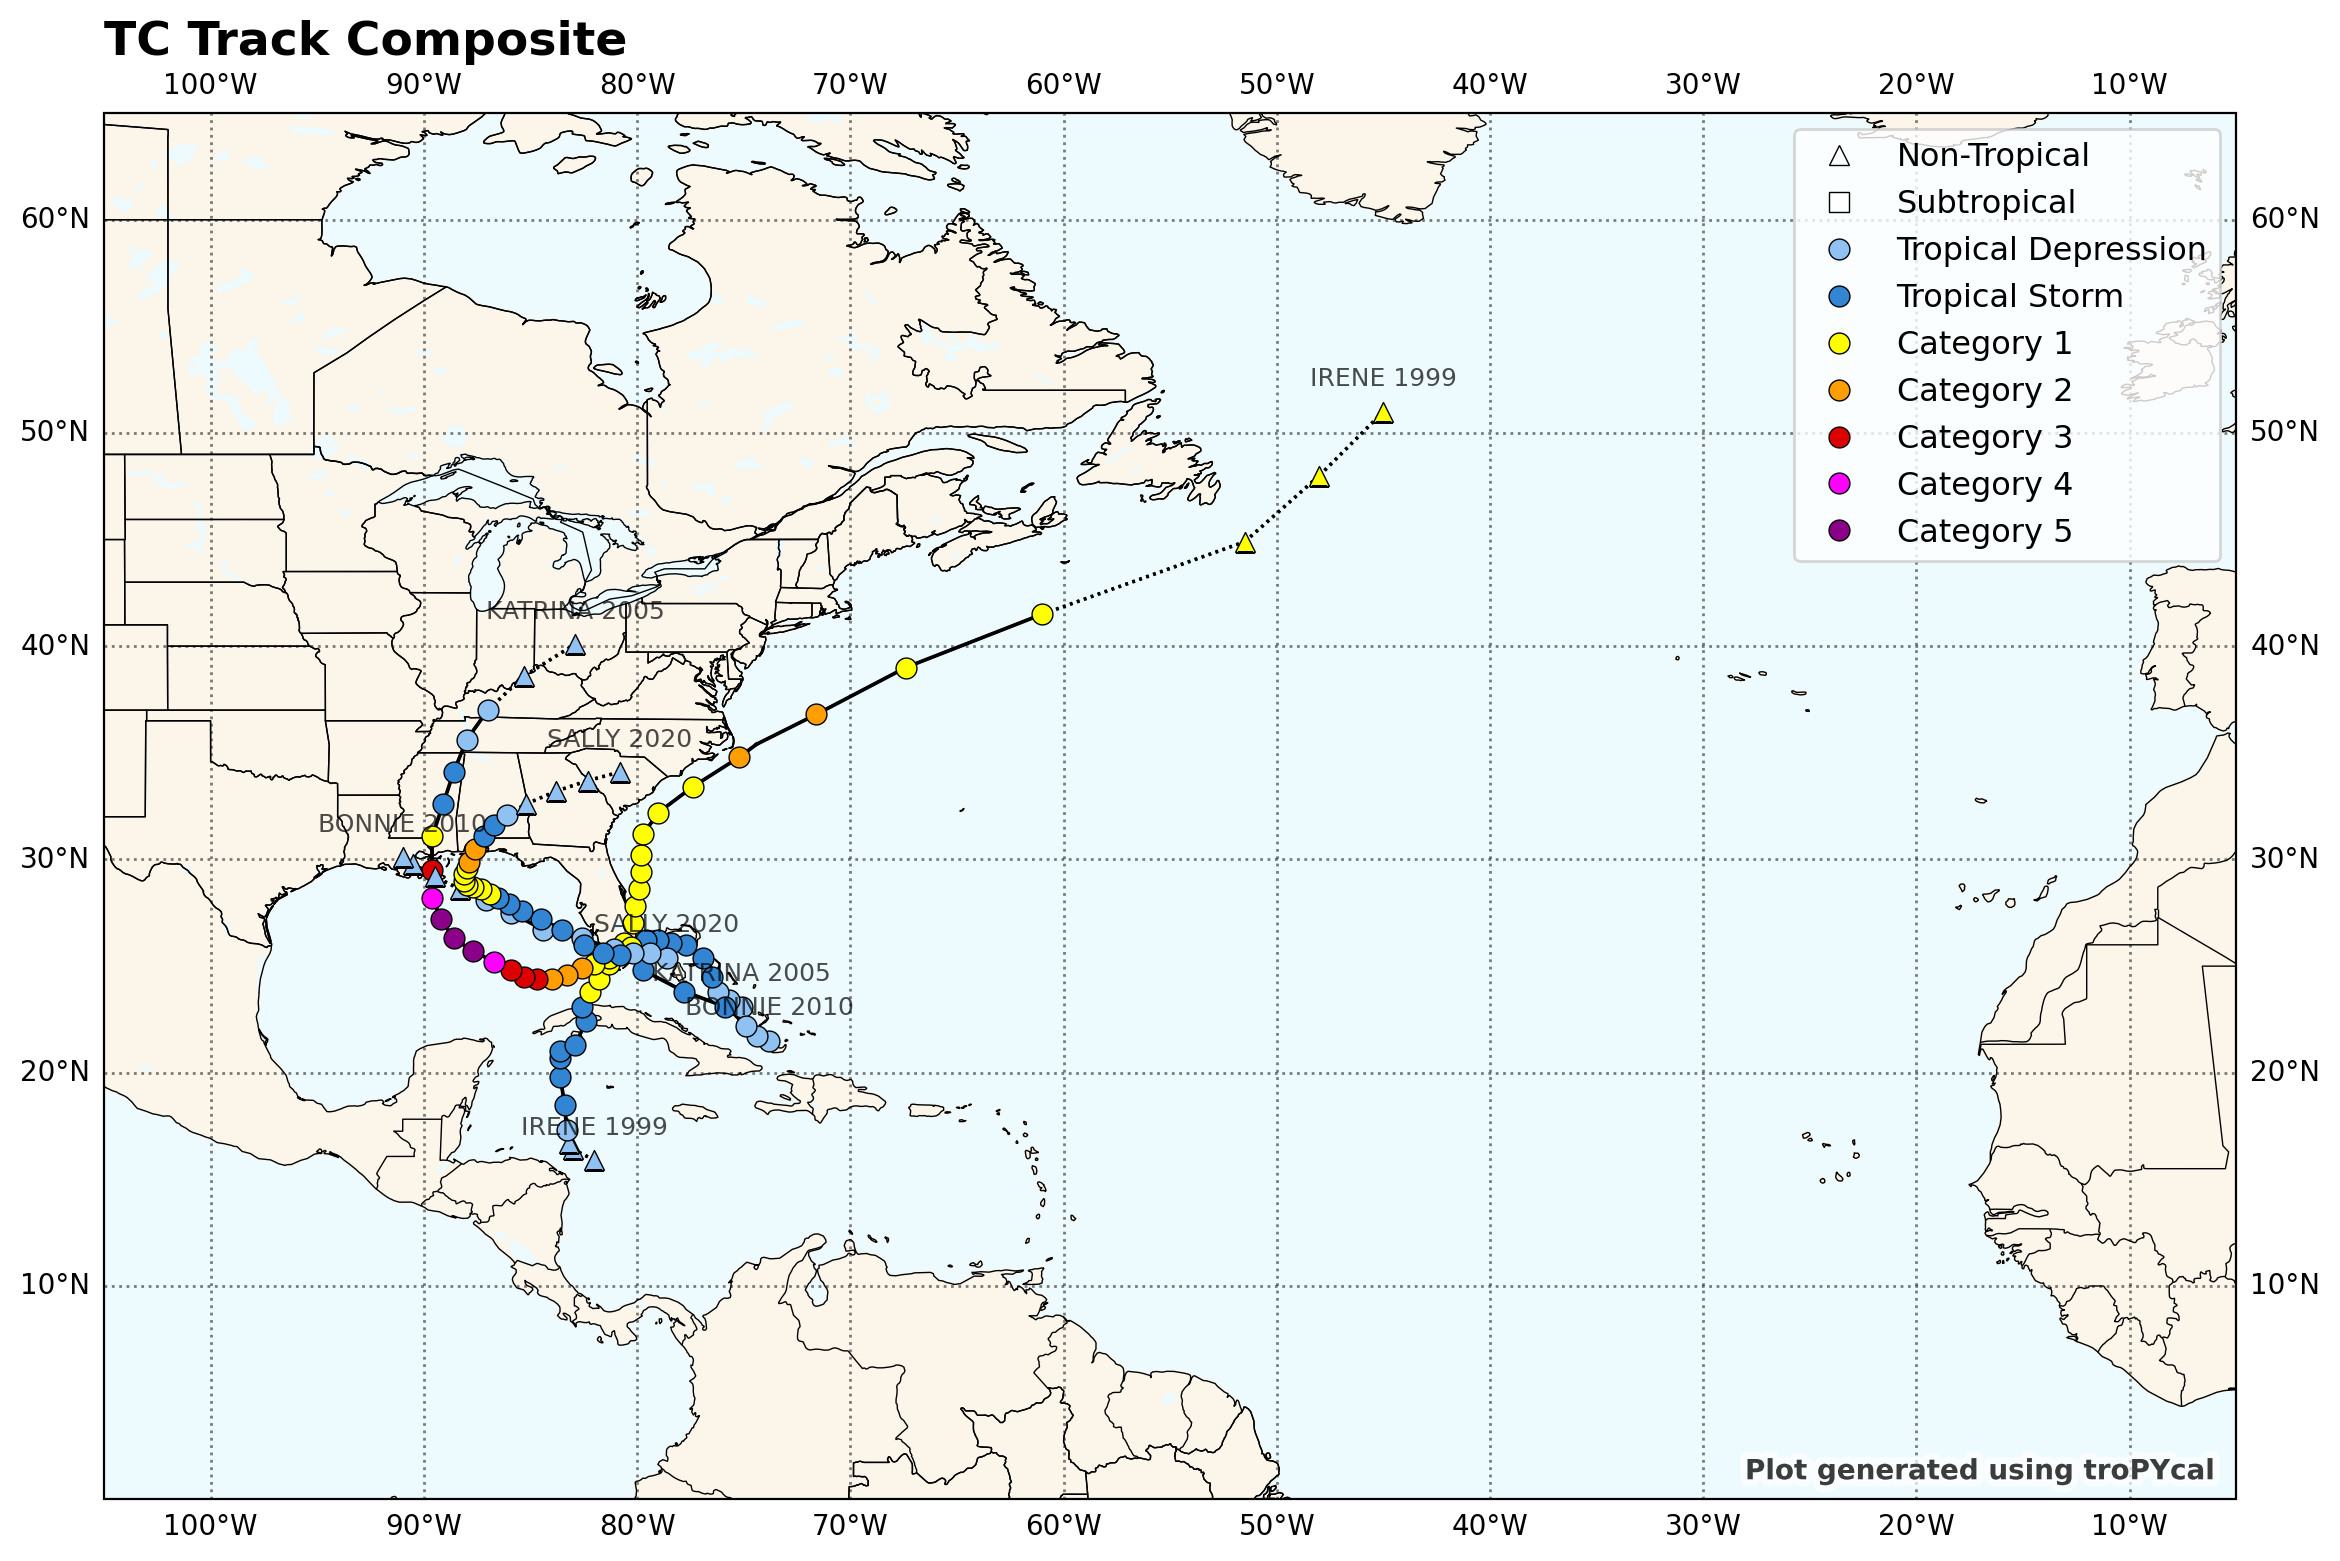 TC Track Composite
100°W 90°W 80°W 70°W 60°W 50°W 40°W 30°W 20°W 10°W
Non-Tropical
Subtropical
60°N 60°N
Tropical Depression
Tropical Storm
Category 1
IRENE 1999
Category 2
50°N 50°N
Category 3
Category 4
Category 5
KATRINA 2005
40°N 40°N
SALLY 2020
BONNIE 2010
30°N 30°N
SALLY 2020
KATRINA 2005
BONNIE 2010
20°N 20°N
IRENE 1999
10°N 10°N
Plot generated using troPYcal
100°W 90°W 80°W 70°W 60°W 50°W 40°W 30°W 20°W 10°W